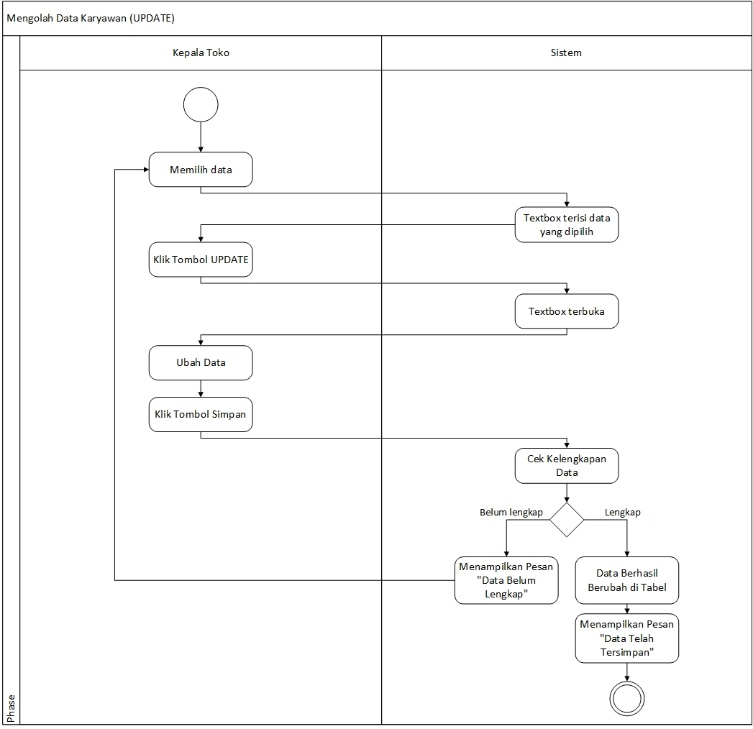 Mengolah Data Karyawan (UPDATE)
Kepala Toko
Sistem
Memilih data
Textbox terisi data
yang dipilih
Klik Tombol UPDATE
Textbox terbuka
Ubah Data
Klik Tombol Simpan
Cek Kelengkapan
Data
Belum lengkap
Lengkap
Menampilkan Pesan
"Data Belum
Lengkap"
Data Berhasil
Berubah di Tabel
Menampilkan Pesan
"Data Telah
Tersimpan"
Phase